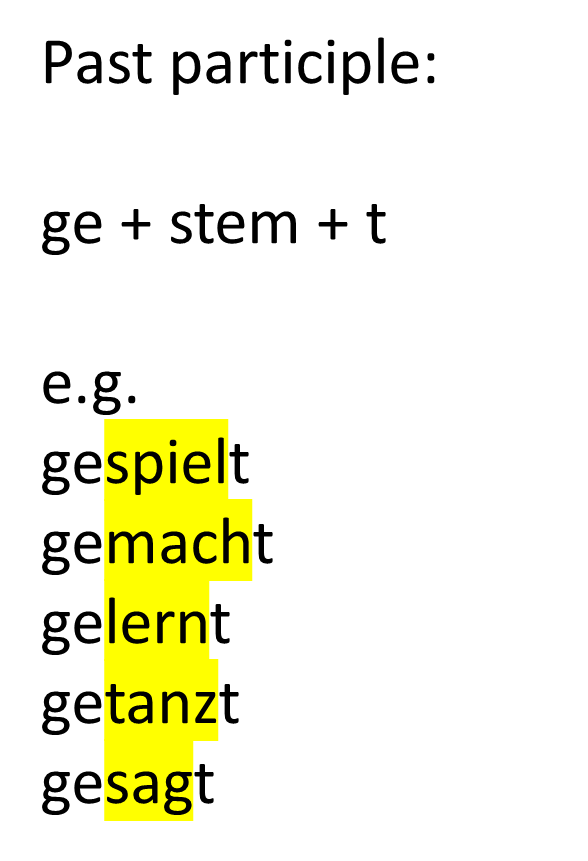 Past participle:
ge + stem + t
e.g.
gespielt
gemacht
gelernt
getanzt
gesagt